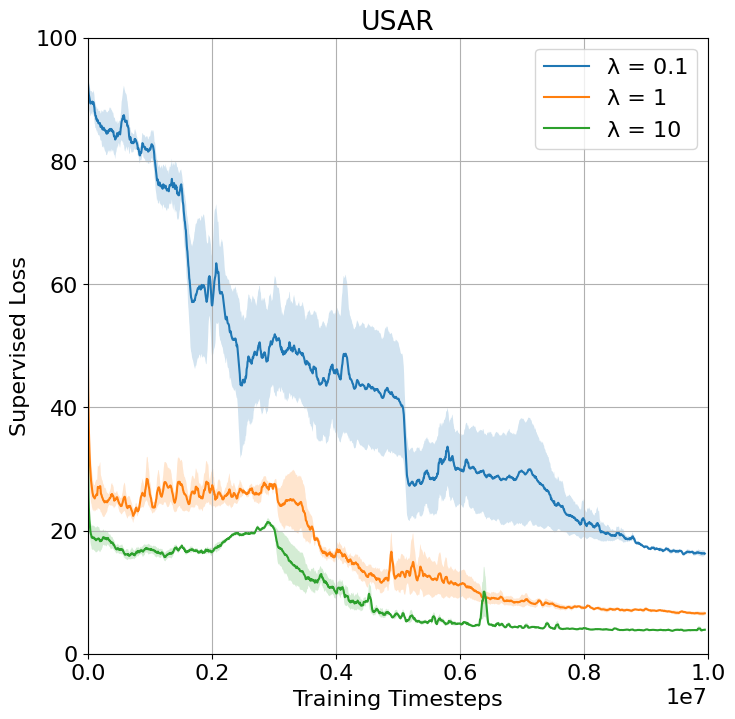 USAR
λ = 0.1
λ = 1
λ = 10
Supervised Loss
100
80
60
40
20
0
0.0 0.2 0.4 0.6 0.8 1.0
Training Timesteps
1e7